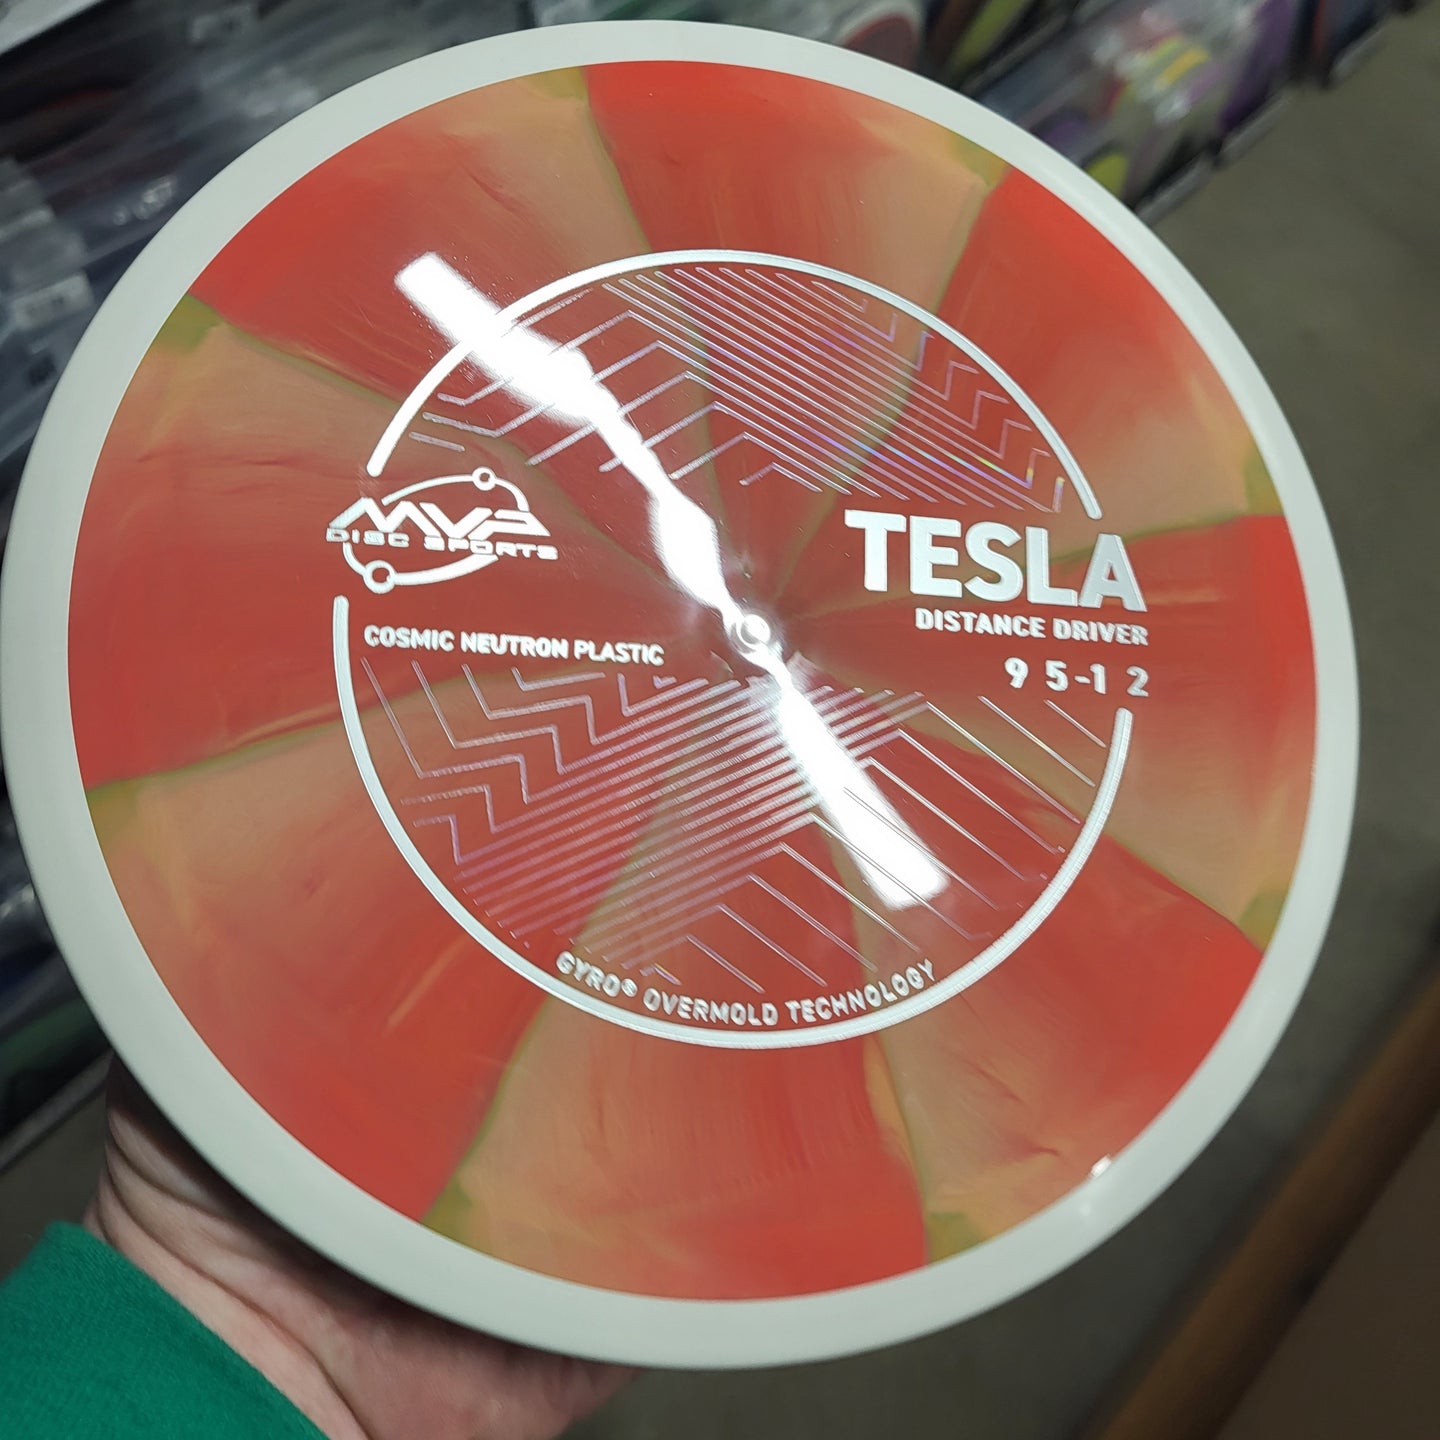 MVP
DISC SPORTS
COSMIC NEUTRON PLASTIC
TESLA
DISTANCE DRIVER
9 5 -1 2
GYRO® OVERMOLD TECHNOLOGY